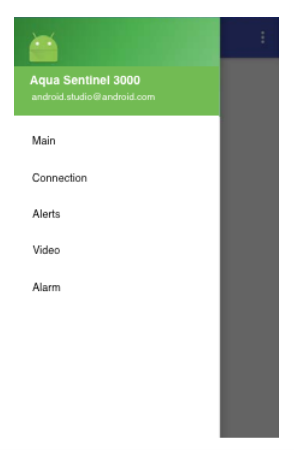 Aqua Sentinel 3000
android.studio@android.com
Main
Connection
Alerts
Video
Alarm